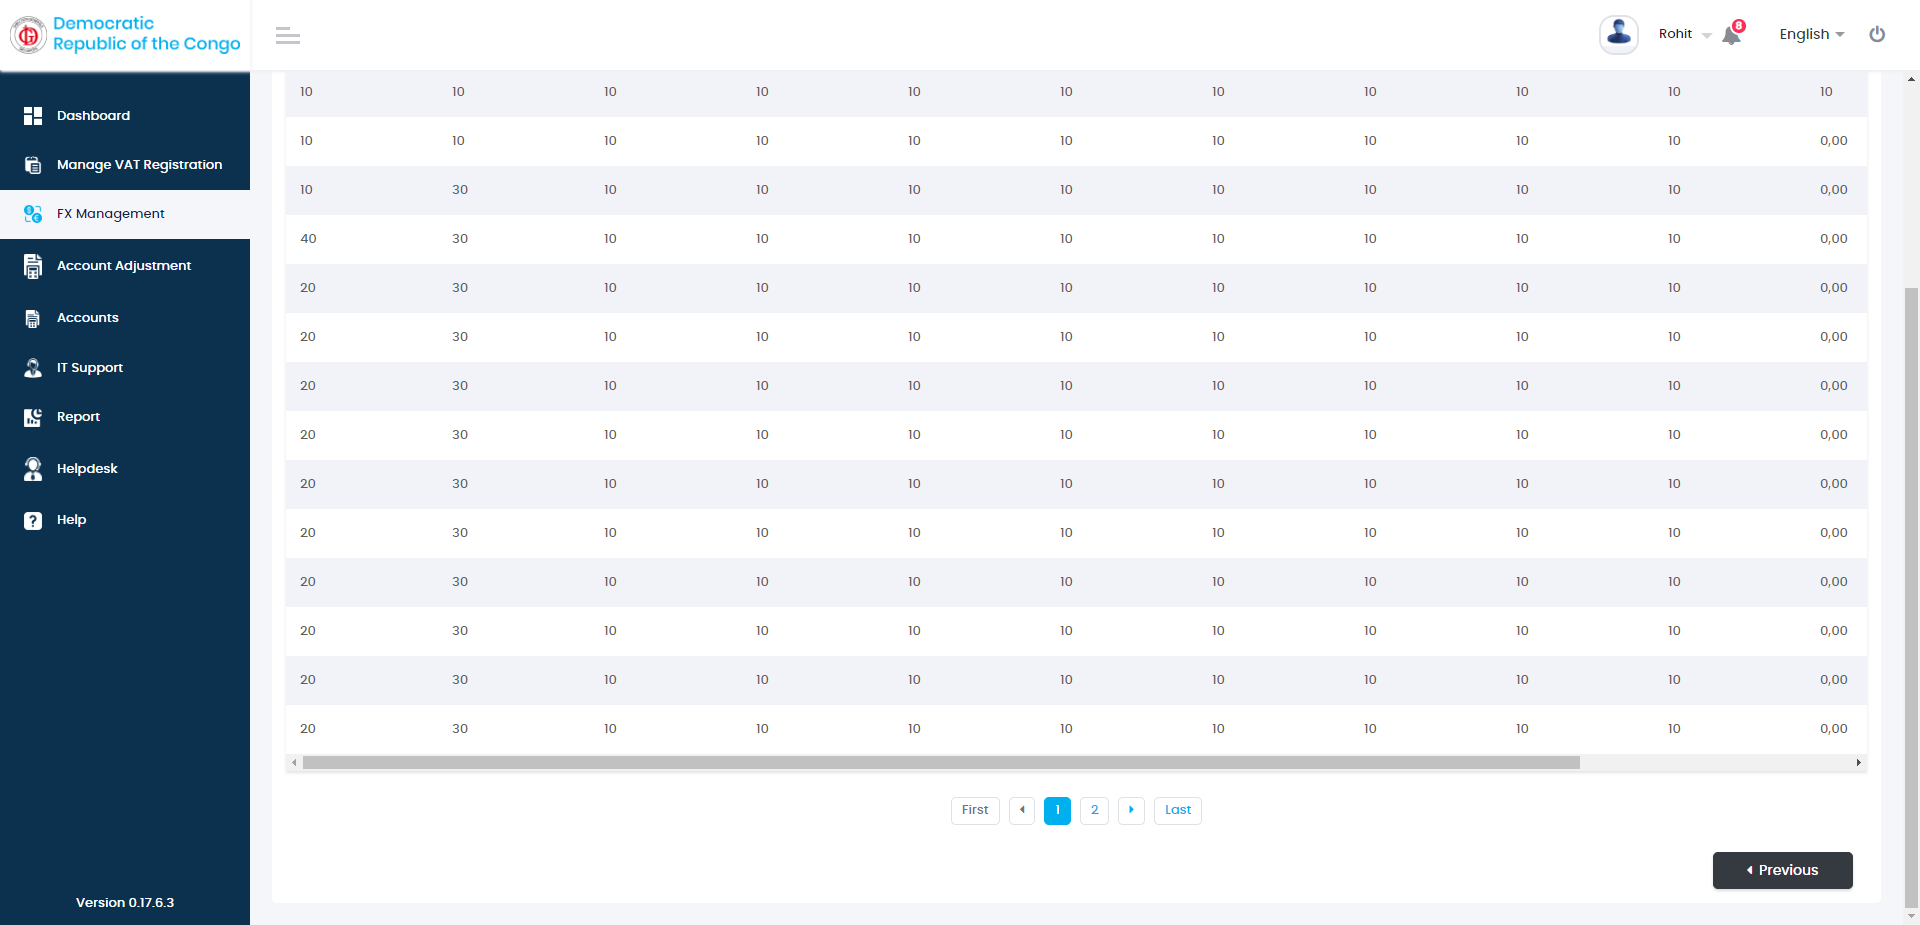 Democratic
Republic of the Congo
Rohit
8
English
Dashboard
Manage VAT Registration
FX Management
Account Adjustment
Accounts
IT Support
Report
Helpdesk
Help
Version 0.17.6.3
10 10 10 10 10 10 10 10 10 10 10
10 10 10 10 10 10 10 10 10 10 0,00
10 30 10 10 10 10 10 10 10 10 0,00
40 30 10 10 10 10 10 10 10 10 0,00
20 30 10 10 10 10 10 10 10 10 0,00
20 30 10 10 10 10 10 10 10 10 0,00
20 30 10 10 10 10 10 10 10 10 0,00
20 30 10 10 10 10 10 10 10 10 0,00
20 30 10 10 10 10 10 10 10 10 0,00
20 30 10 10 10 10 10 10 10 10 0,00
20 30 10 10 10 10 10 10 10 10 0,00
20 30 10 10 10 10 10 10 10 10 0,00
20 30 10 10 10 10 10 10 10 10 0,00
20 30 10 10 10 10 10 10 10 10 0,00
First 1 2 Last
Previous